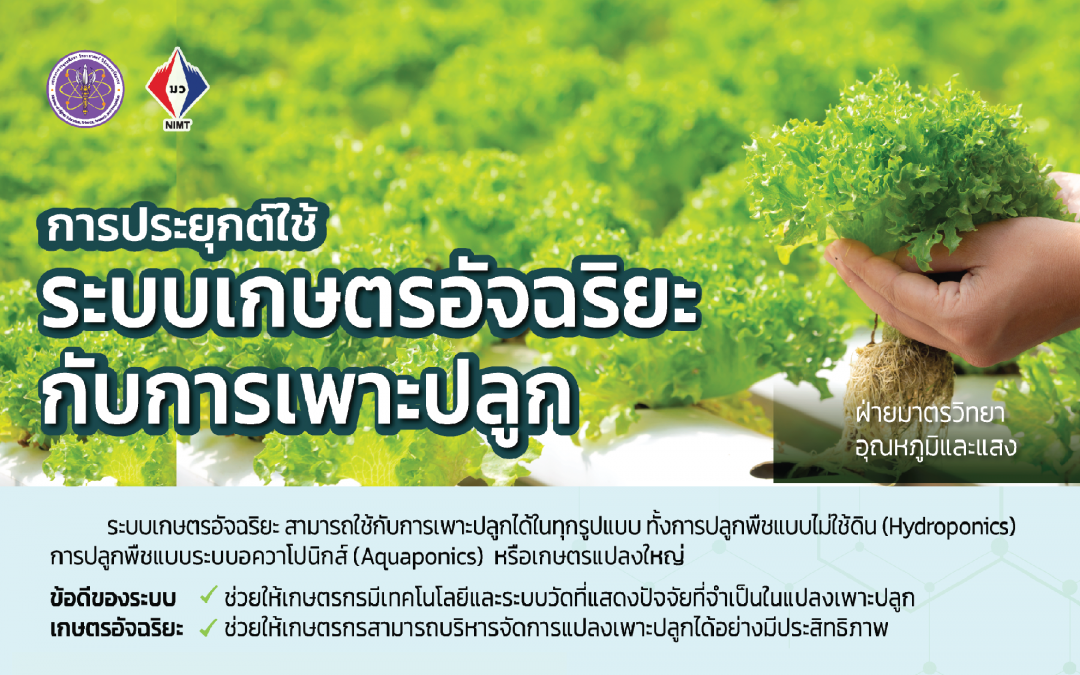 มว
NIMT
การประยุกต์ใช้
ระบบเกษตรอัจฉริยะ
กับการเพาะปลูก
ฝ่ายมาตรวิทยา
อุณหภูมิและแสง
ระบบเกษตรอัจฉริยะ สามารถใช้กับการเพาะปลูกได้ในทุกรูปแบบ ทั้งการปลูกพืชแบบไม่ใช้ดิน (Hydroponics)
การปลูกพืชแบบระบบอควาโปนิกส์ (Aquaponics) หรือเกษตรแปลงใหญ่
ข้อดีของระบบ ✓ ช่วยให้เกษตรกรมีเทคโนโลยีและระบบวัดที่แสดงปัจจัยที่จำเป็นในแปลงเพาะปลูก
เกษตรอัจฉริยะ ✓ ช่วยให้เกษตรกรสามารถบริหารจัดการแปลงเพาะปลูกได้อย่างมีประสิทธิภาพ